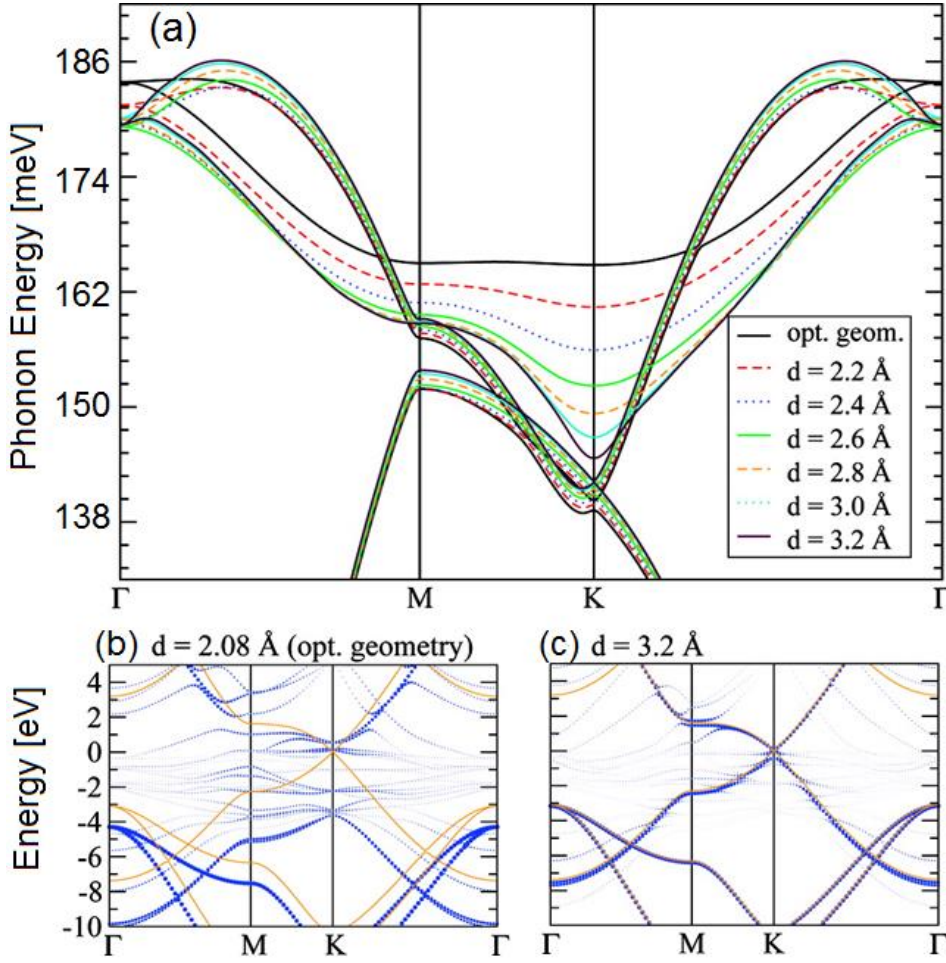 (a)
Phonon Energy [meV]
186
174
162
150
138
opt. geom.
d = 2.2 Å
d = 2.4 Å
d = 2.6 Å
d = 2.8 Å
d = 3.0 Å
d = 3.2 Å
Γ M K Γ
(b) d = 2.08 Å (opt. geometry)
(c) d = 3.2 Å
Energy [eV]
4
2
0
-2
-4
-6
-8
-10
Γ M K Γ
Γ M K Γ